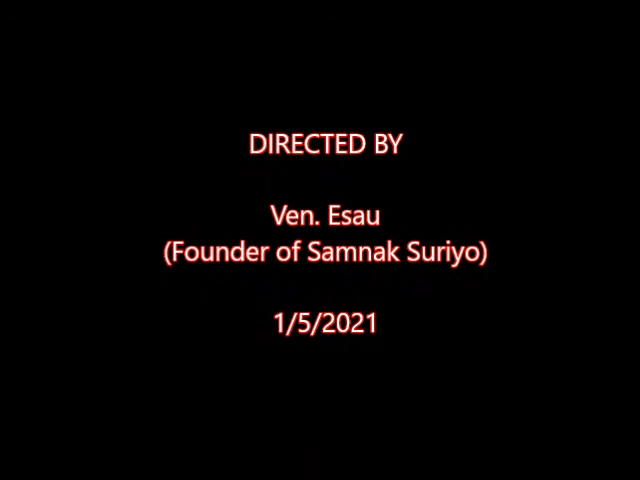 DIRECTED BY
Ven. Esau
(Founder of Samnak Suriyo)
1/5/2021